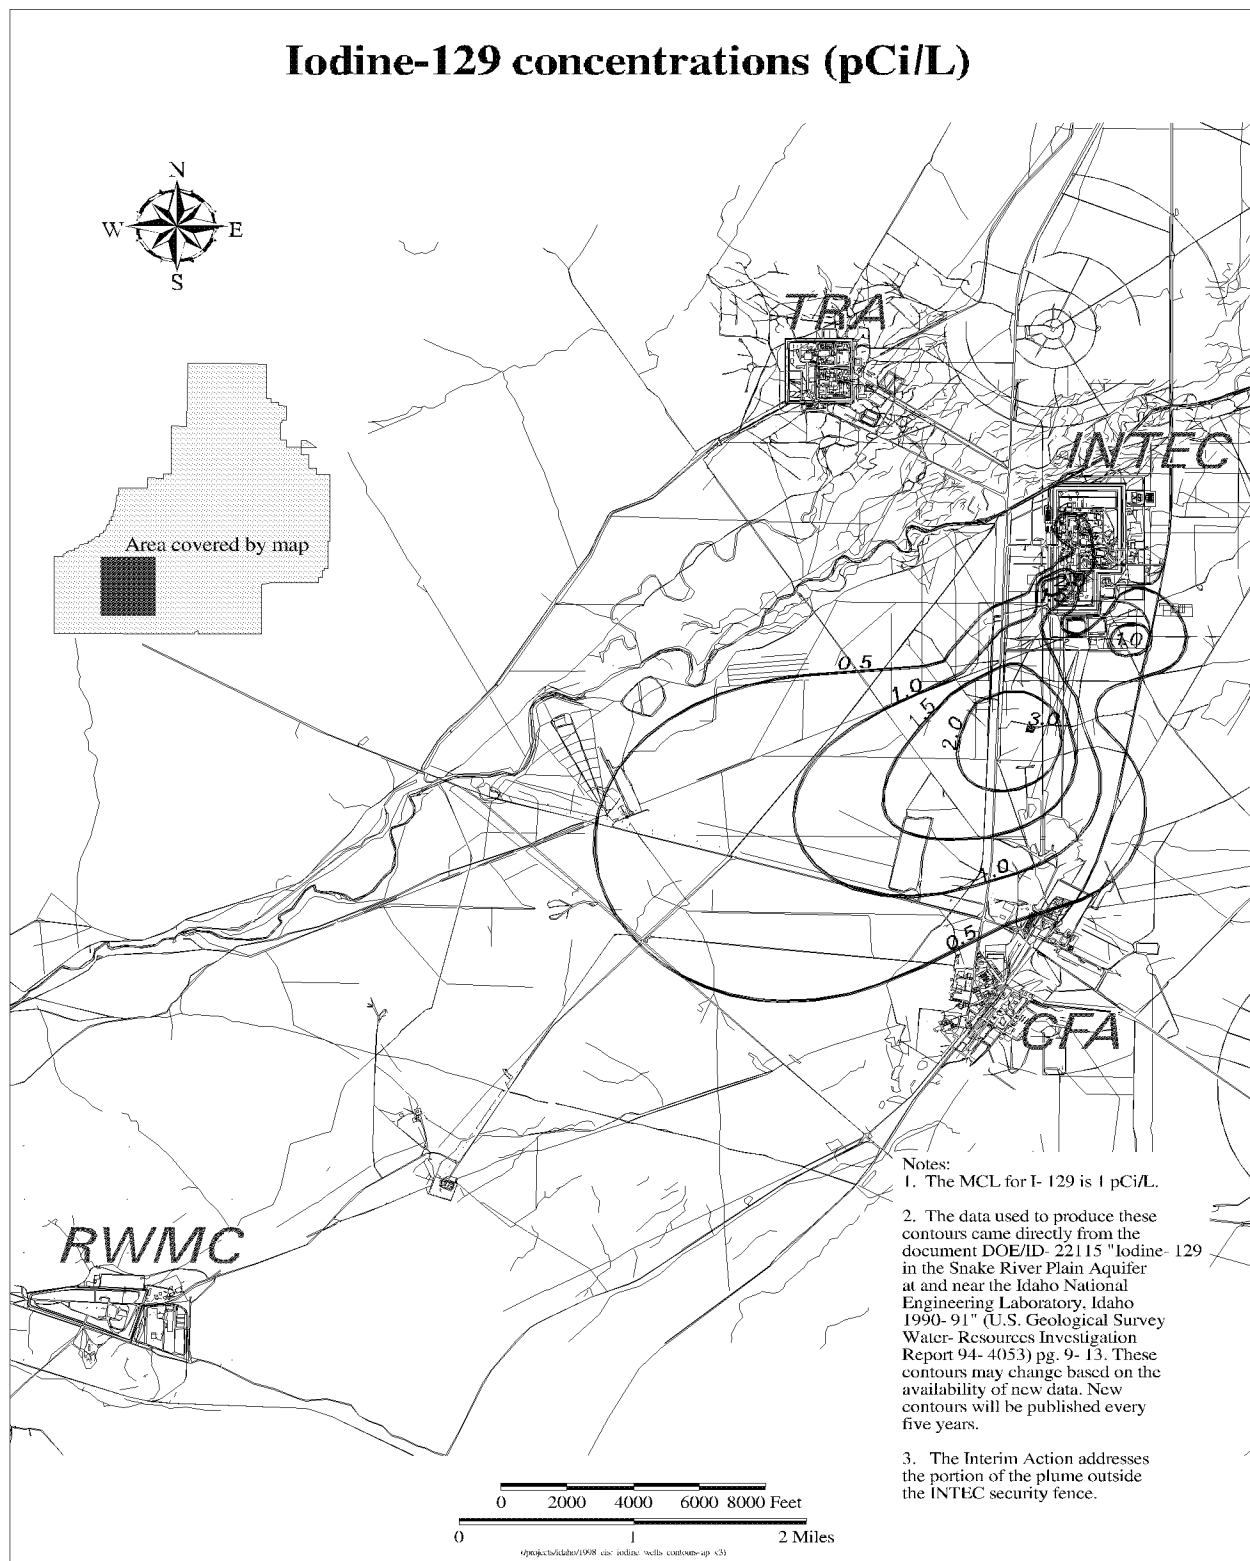 Iodine-129 concentrations (pCi/L)
N
W
E
S
TRA
INTEC
Area covered by map
1.0
0.5
1.0
1.5
2.0
3.0
1.0
0.5
CFA
RWMC
Notes:
1. The MCL for I- 129 is 1 pCi/L.
2. The data used to produce these
contours came directly from the
document DOE/ID- 22115 "Iodine- 129
in the Snake River Plain Aquifer
at and near the Idaho National
Engineering Laboratory, Idaho
1990- 91" (U.S. Geological Survey
Water- Resources Investigation
Report 94- 4053) pg. 9- 13. These
contours may change based on the
availability of new data. New
contours will be published every
five years.
3. The Interim Action addresses
the portion of the plume outside
the INTEC security fence.
0 2000 4000 6000 8000 Feet
0 1 2 Miles